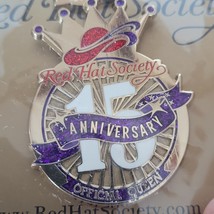 Red Hat Society
Red Hat Society
15
ANNIVERSARY
OFFICIAL QUEEN
www.RedHatSociety.com